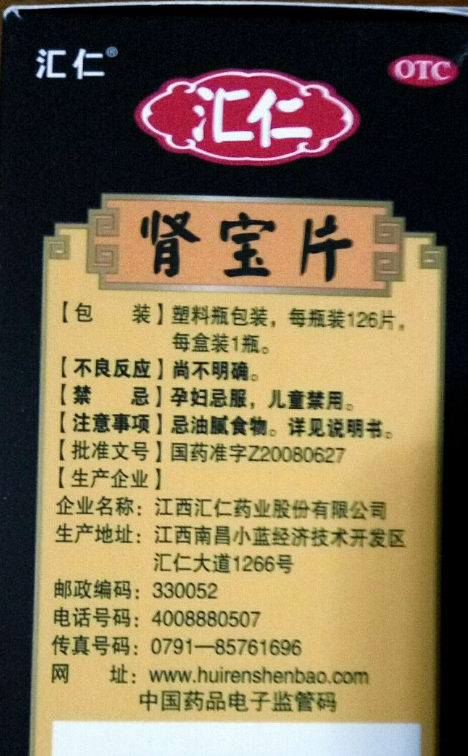 汇仁®
OTC
汇仁
肾宝片
【包 装】塑料瓶包装，每瓶装126片，
每盒装1瓶。
【不良反应】尚不明确。
【禁 忌】孕妇忌服，儿童禁用。
【注意事项】忌油腻食物。详见说明书。
【批准文号】国药准字Z20080627
【生产企业】
企业名称：江西汇仁药业股份有限公司
生产地址：江西南昌小蓝经济技术开发区
汇仁大道1266号
邮政编码：330052
电话号码：4008880507
传真号码：0791—85761696
网 址：www.huirenshenbao.com
中国药品电子监管码